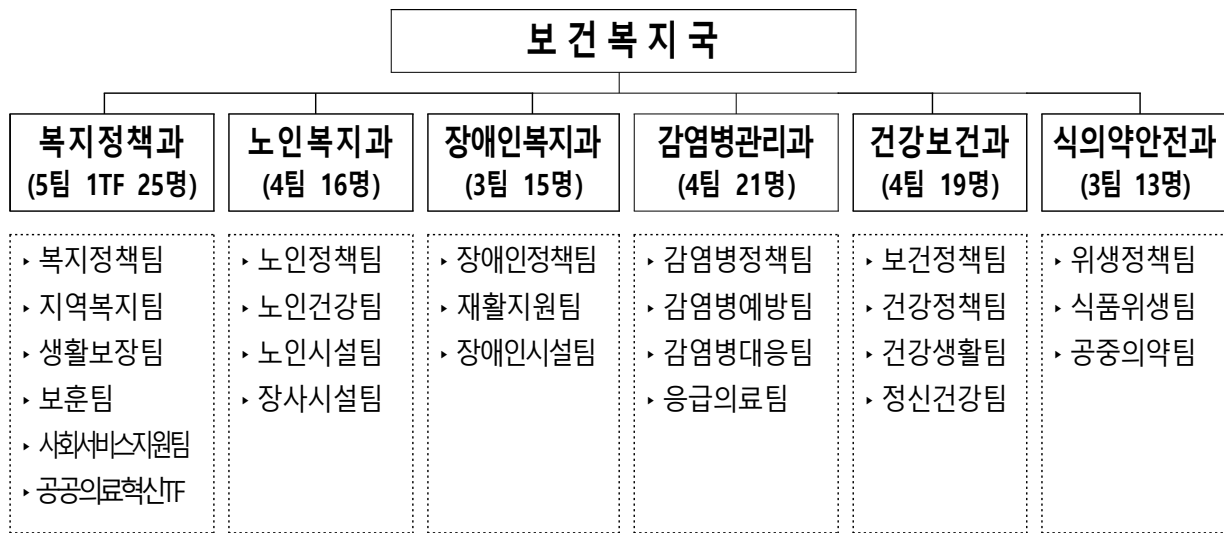 보건복지국
복지정책과
(5팀 1TF 25명)
노인복지과
(4팀 16명)
장애인복지과
(3팀 15명)
감염병관리과
(4팀 21명)
건강보건과
(4팀 19명)
식의약안전과
(3팀 13명)
‣ 복지정책팀
‣ 지역복지팀
‣ 생활보장팀
‣ 보훈팀
‣ 사회서비스지원팀
‣ 공공의료혁신TF
‣ 노인정책팀
‣ 노인건강팀
‣ 노인시설팀
‣ 장사시설팀
‣ 장애인정책팀
‣ 재활지원팀
‣ 장애인시설팀
‣ 감염병정책팀
‣ 감염병예방팀
‣ 감염병대응팀
‣ 응급의료팀
‣ 보건정책팀
‣ 건강정책팀
‣ 건강생활팀
‣ 정신건강팀
‣ 위생정책팀
‣ 식품위생팀
‣ 공중의약팀